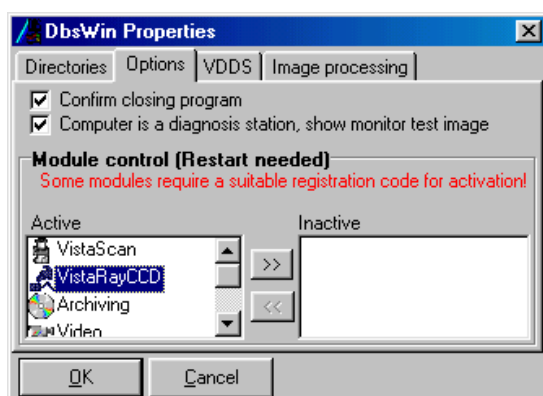 DbsWin Properties
Directories Options VDDS Image processing
Confirm closing program
Computer is a diagnosis station, show monitor test image
Module control (Restart needed)
Some modules require a suitable registration code for activation!
Active Inactive
VistaScan
VistaRayCCD
>>
Archiving
<<
Video
OK Cancel